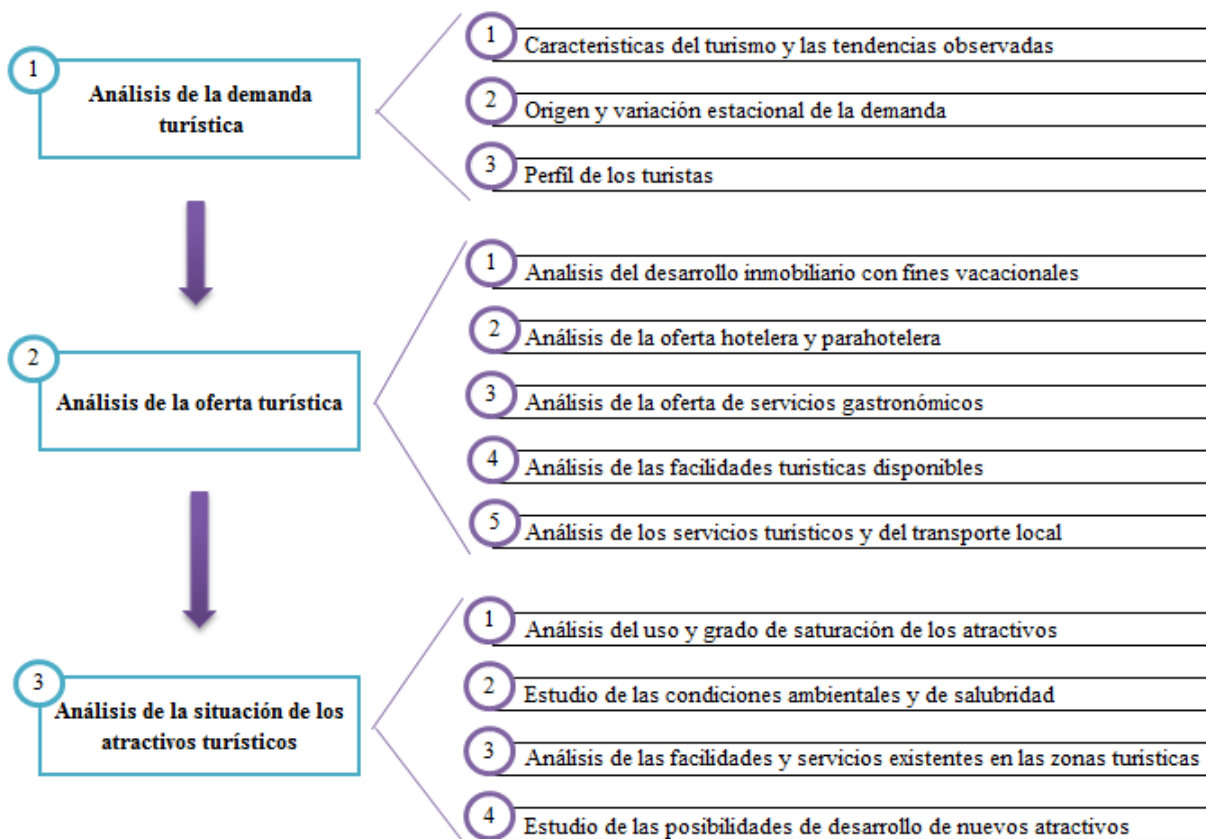 1
Análisis de la demanda
turística
1
Caracteristicas del turismo y las tendencias observadas
2
Origen y variación estacional de la demanda
3
Perfil de los turistas
2
Análisis de la oferta turística
1
Analisis del desarrollo inmobiliario con fines vacacionales
2
Análisis de la oferta hotelera y parahotelera
3
Análisis de la oferta de servicios gastronómicos
4
Análisis de las facilidades turisticas disponibles
5
Análisis de los servicios turísticos y del transporte local
3
Análisis de la situación de los
atractivos turísticos
1
Análisis del uso y grado de saturación de los atractivos
2
Estudio de las condiciones ambientales y de salubridad
3
Análisis de las facilidades y servicios existentes en las zonas turísticas
4
Estudio de las posibilidades de desarrollo de nuevos atractivos